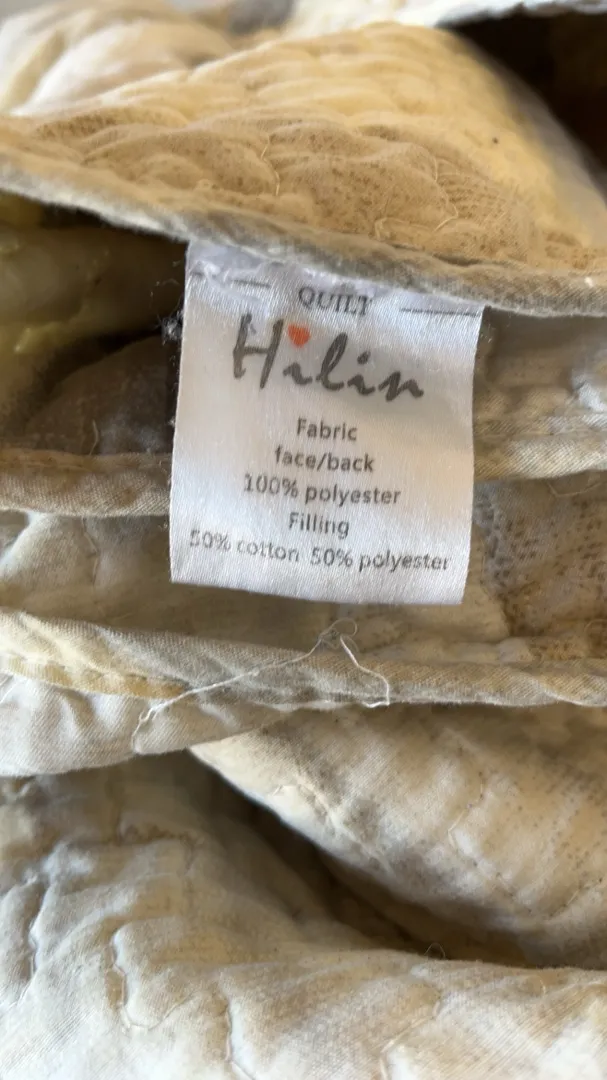 QUILT
Hilin
Fabric
face/back
100% polyester
Filling
50% cotton 50% polyester